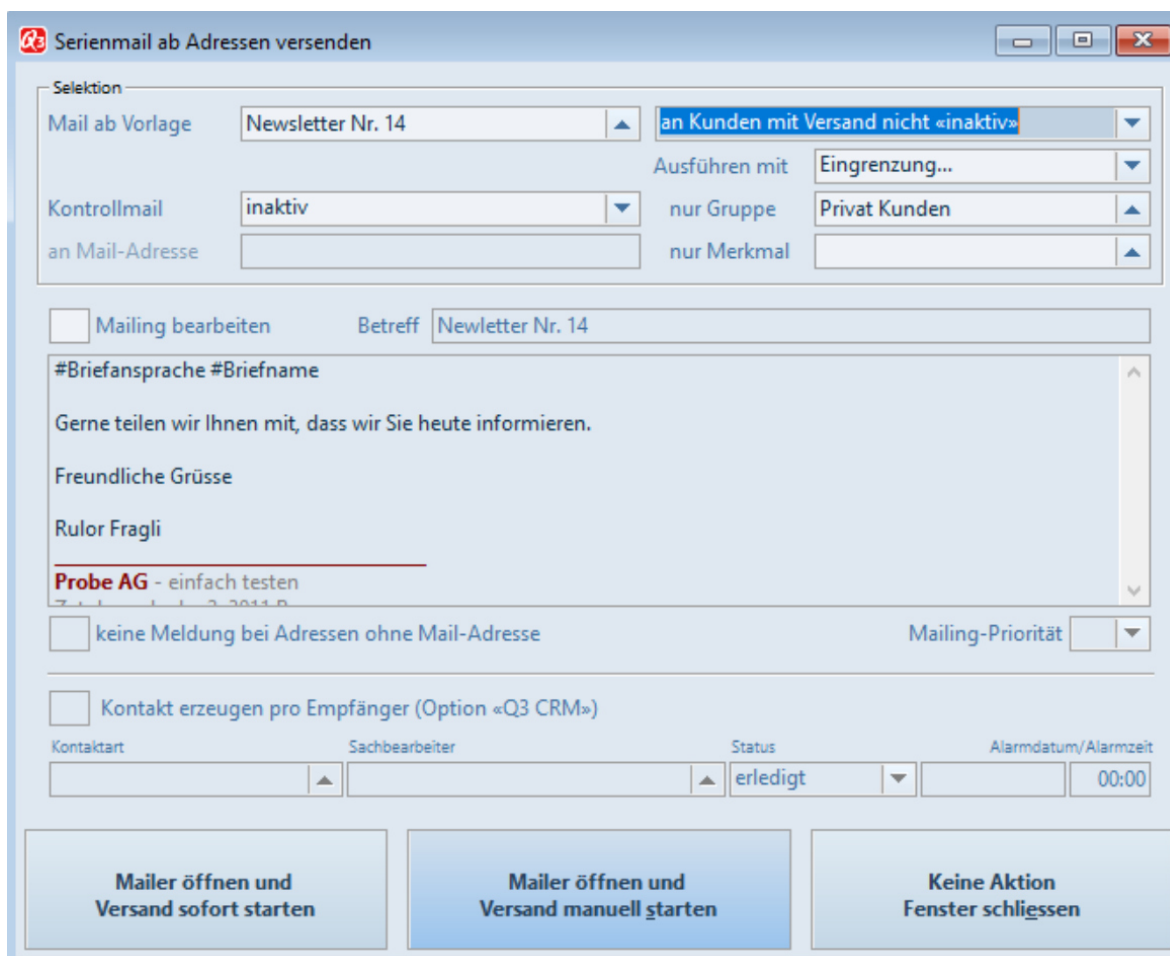 Q3 Serienmail ab Adressen versenden
Selektion
Mail ab Vorlage Newsletter Nr. 14 an Kunden mit Versand nicht «inaktiv»
Ausführen mit Eingrenzung...
Kontrollmail inaktiv nur Gruppe Privat Kunden
an Mail-Adresse nur Merkmal
Mailing bearbeiten Betreff Newletter Nr. 14
#Briefansprache #Briefname
Gerne teilen wir Ihnen mit, dass wir Sie heute informieren.
Freundliche Grüsse
Rulor Fragli
Probe AG - einfach testen
keine Meldung bei Adressen ohne Mail-Adresse Mailing-Priorität
Kontakt erzeugen pro Empfänger (Option «Q3 CRM»)
Kontaktart Sachbearbeiter Status Alarmdatum/Alarmzeit
erledigt 00:00
Mailer öffnen und
Versand sofort starten
Mailer öffnen und
Versand manuell starten
Keine Aktion
Fenster schliessen